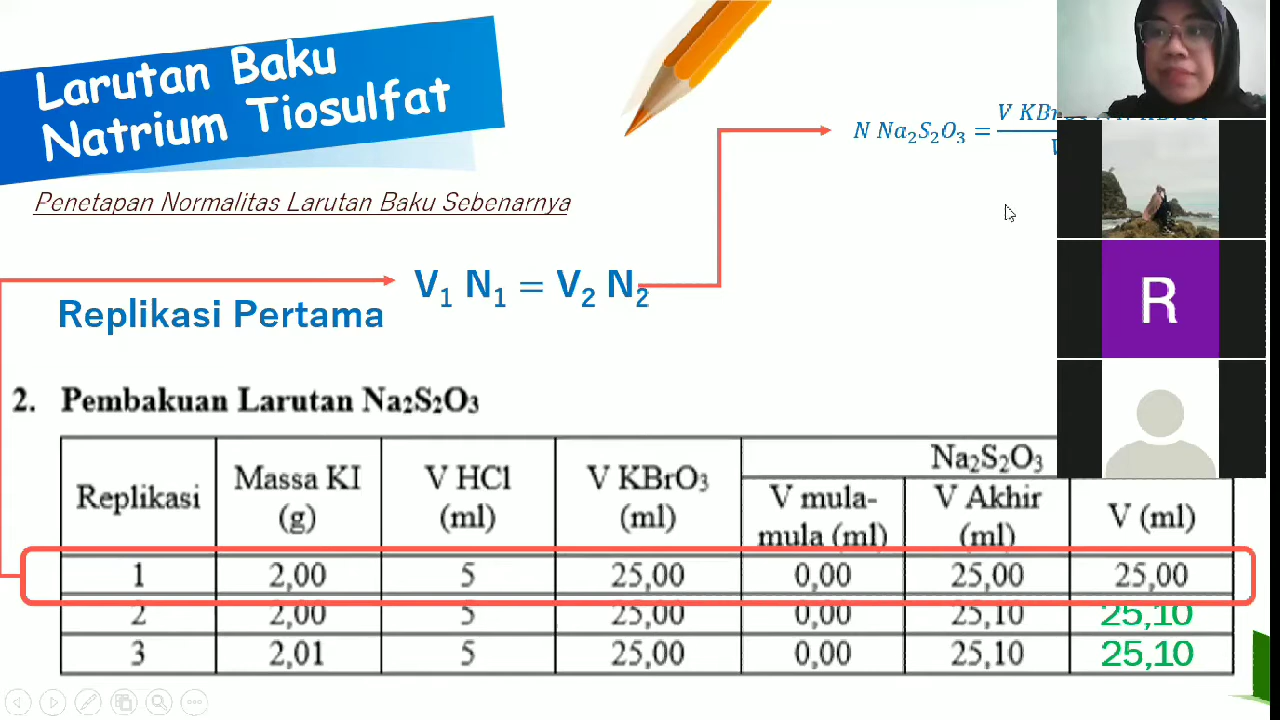 Larutan Baku
Natrium Tiosulfat
Penetapan Normalitas Larutan Baku Sebenarnya
N Na₂S₂O₃ = V
V₁ N₁ = V₂ N₂
Replikasi Pertama
R
2. Pembakuan Larutan Na₂S₂O₃
Replikasi Massa KI (g) V HCl (ml) V KBrO₃ (ml) Na₂S₂O₃
V mula-mula (ml) V Akhir (ml) V (ml)
1 2,00 5 25,00 0,00 25,00 25,00
2 2,00 5 25,00 0,00 25,10 25,10
3 2,01 5 25,00 0,00 25,10 25,10